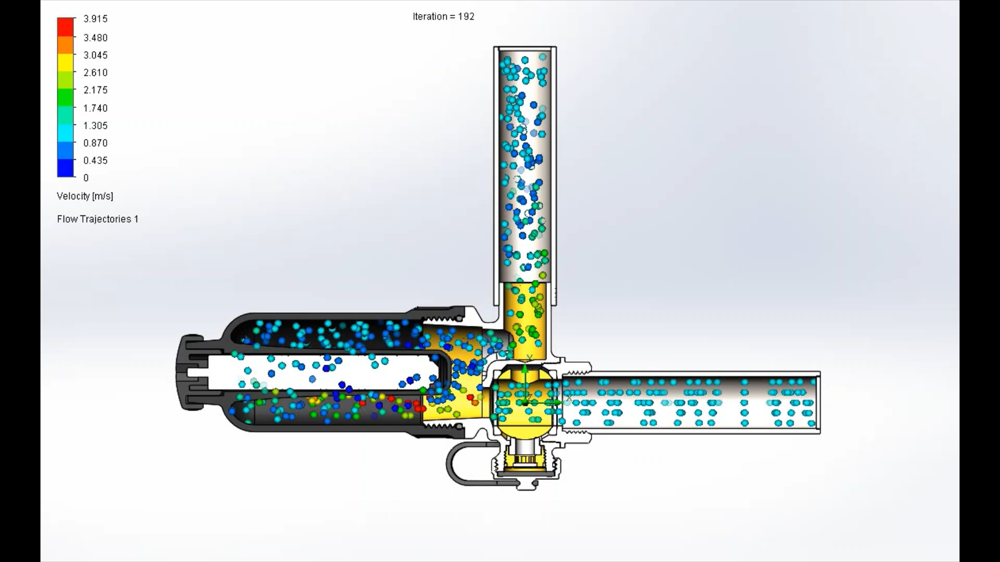 Iteration = 192
3.915
3.480
3.045
2.610
2.175
1.740
1.305
0.870
0.435
0
Velocity [m/s]
Flow Trajectories 1
Y
X
Z